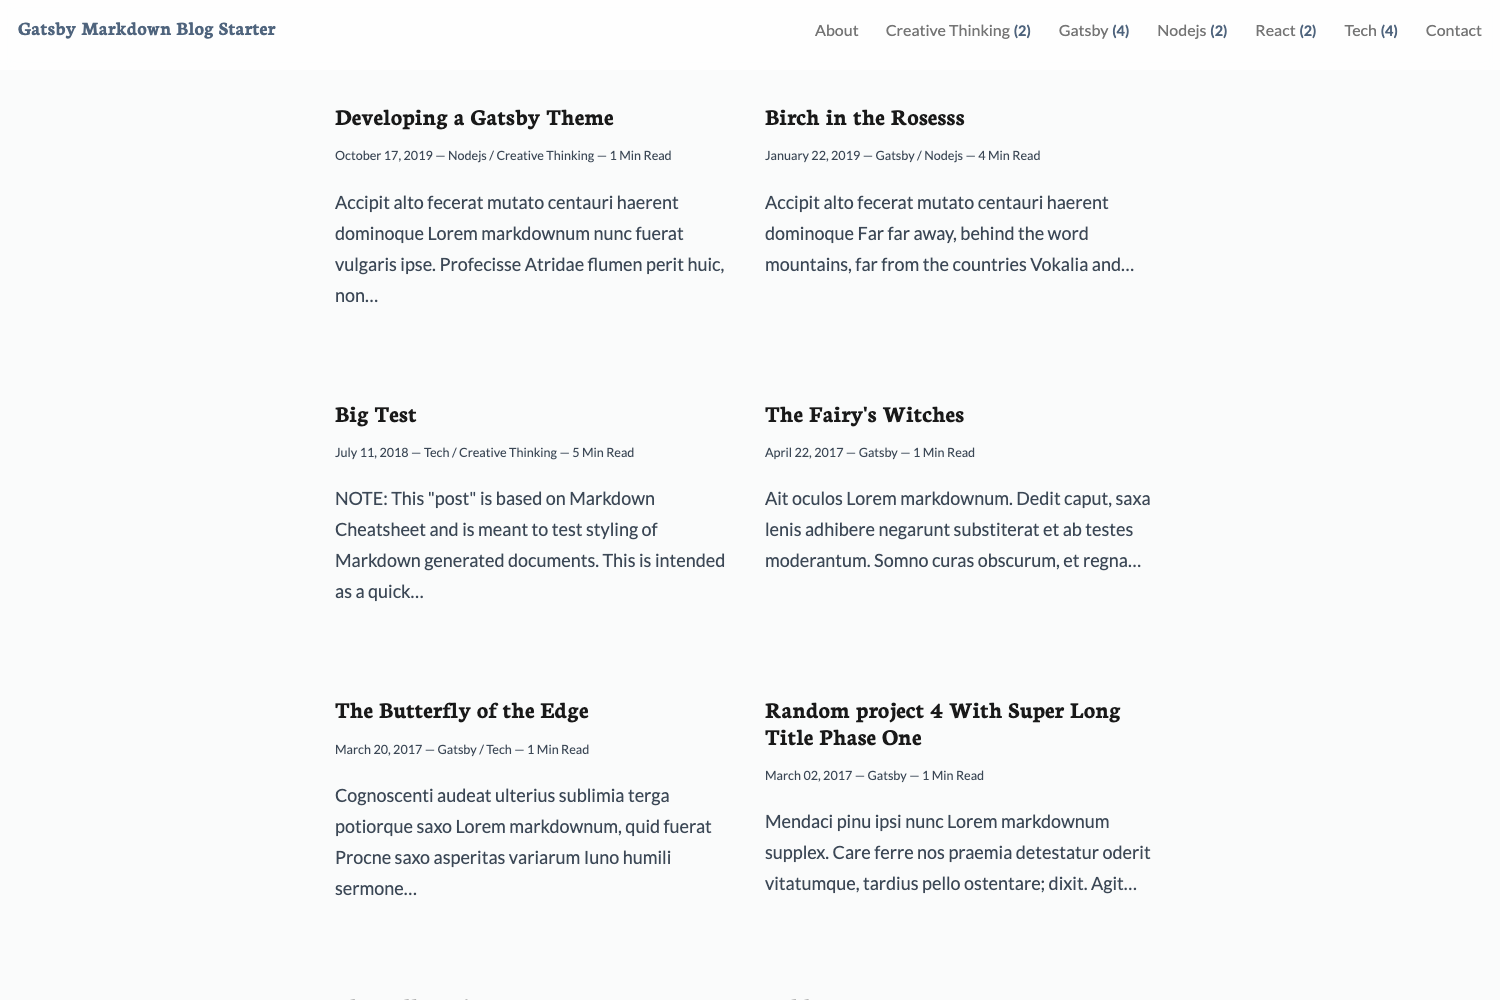 Gatsby Markdown Blog Starter
About Creative Thinking (2) Gatsby (4) Nodejs (2) React (2) Tech (4) Contact
Developing a Gatsby Theme
October 17, 2019 — Nodejs / Creative Thinking — 1 Min Read
Accipit alto fecerat mutato centauri haerent
dominoque Lorem markdownum nunc fuerat
vulgaris ipse. Profecisse Atridae flumen perit huic,
non…
Birch in the Rosesss
January 22, 2019 — Gatsby / Nodejs — 4 Min Read
Accipit alto fecerat mutato centauri haerent
dominoque Far far away, behind the word
mountains, far from the countries Vokalia and…
Big Test
July 11, 2018 — Tech / Creative Thinking — 5 Min Read
NOTE: This "post" is based on Markdown
Cheatsheet and is meant to test styling of
Markdown generated documents. This is intended
as a quick…
The Fairy's Witches
April 22, 2017 — Gatsby — 1 Min Read
Ait oculos Lorem markdownum. Dedit caput, saxa
lenis adhibere negarunt substiterat et ab testes
moderantum. Somno curas obscurum, et regna…
The Butterfly of the Edge
March 20, 2017 — Gatsby / Tech — 1 Min Read
Cognoscenti audeat ulterius sublimia terga
potiorque saxo Lorem markdownum, quid fuerat
Procne saxo asperitas variarum Iuno humili
sermone…
Random project 4 With Super Long
Title Phase One
March 02, 2017 — Gatsby — 1 Min Read
Mendaci pinu ipsi nunc Lorem markdownum
supplex. Care ferre nos praemia detestatur oderit
vitatumque, tardius pello ostentare; dixit. Agit…